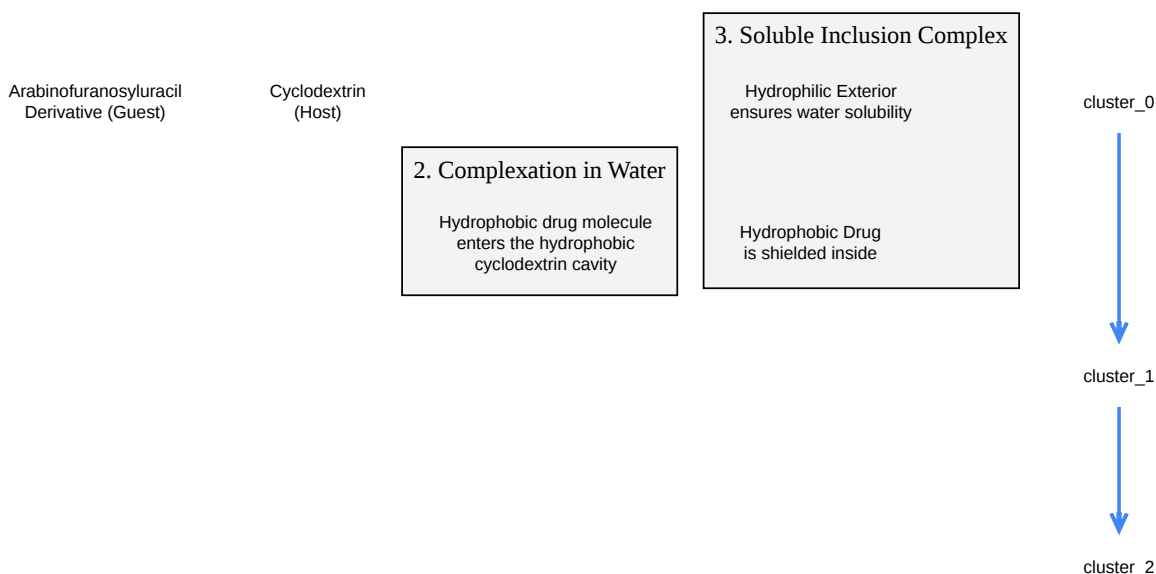 Arabinofuranosyluracil
Derivative (Guest)
Cyclodextrin
(Host)
2. Complexation in Water
Hydrophobic drug molecule
enters the hydrophobic
cyclodextrin cavity
3. Soluble Inclusion Complex
Hydrophilic Exterior
ensures water solubility
Hydrophobic Drug
is shielded inside
cluster_0
cluster_1
cluster_2